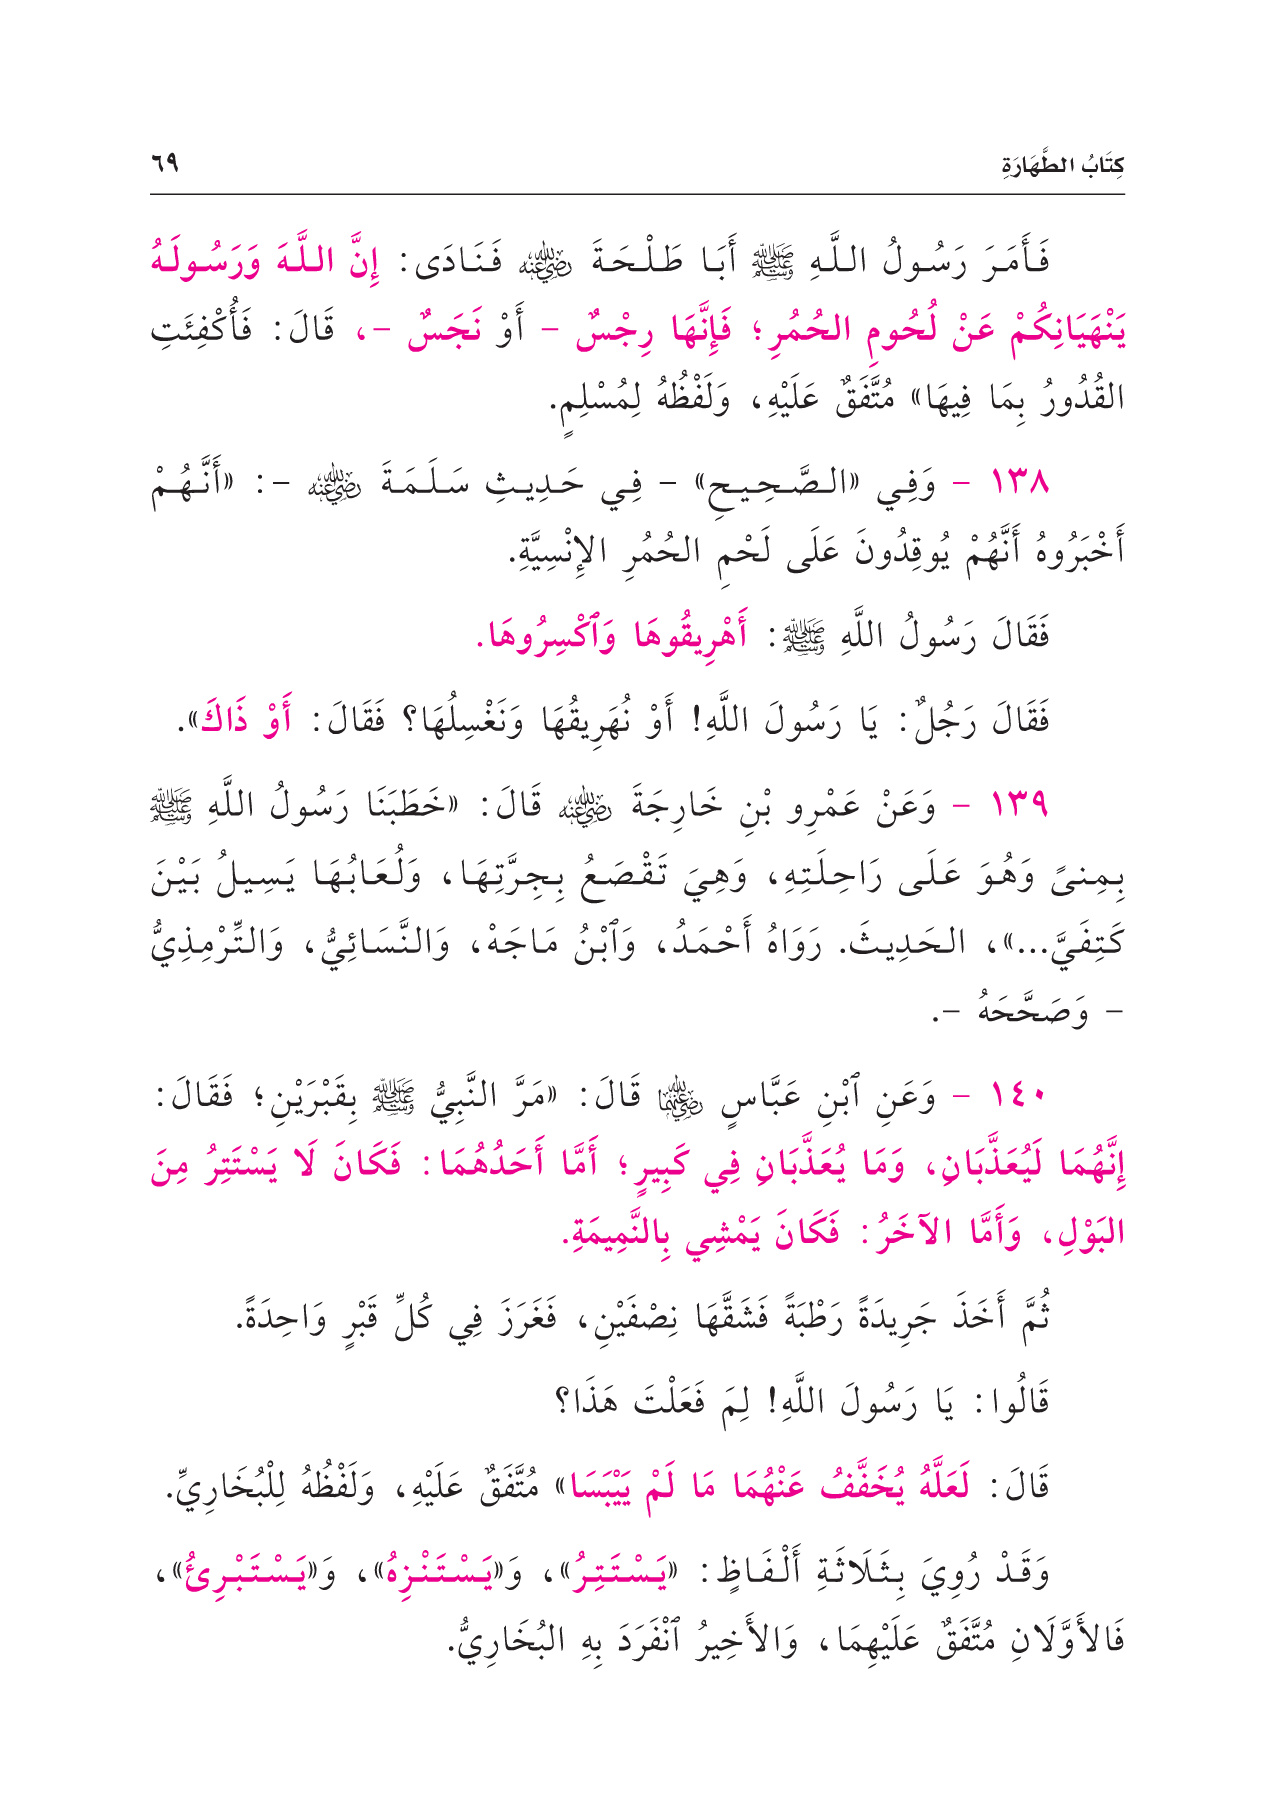 كِتَابُ الطَّهَارَةِ ٦٩
فَأَمَرَ رَسُولُ اللَّهِ ﷺ أَبَا طَلْحَةَ رضي الله عنه فَنَادَى: إِنَّ اللَّهَ وَرَسُولَهُ
يَنْهَيَانِكُمْ عَنْ لُحُومِ الحُمُرِ؛ فَإِنَّهَا رِجْسٌ - أَوْ نَجَسٌ -، قَالَ: فَأُكْفِئَتِ
القُدُورُ بِمَا فِيهَا» مُتَّفَقٌ عَلَيْهِ، وَلَفْظُهُ لِمُسْلِمٍ.
١٣٨ - وَفِي «الصَّحِيحِ» - فِي حَدِيثِ سَلَمَةَ رضي الله عنه -: «أَنَّهُمْ
أَخْبَرُوهُ أَنَّهُمْ يُوقِدُونَ عَلَى لَحْمِ الحُمُرِ الإِنْسِيَّةِ.
فَقَالَ رَسُولُ اللَّهِ ﷺ: أَهْرِيقُوهَا وَٱكْسِرُوهَا.
فَقَالَ رَجُلٌ: يَا رَسُولَ اللَّهِ! أَوْ نُهَرِيقُهَا وَنَغْسِلُهَا؟ فَقَالَ: أَوْ ذَاكَ».
١٣٩ - وَعَنْ عَمْرِو بْنِ خَارِجَةَ رضي الله عنه قَالَ: «خَطَبَنَا رَسُولُ اللَّهِ ﷺ
بِمِنىً وَهُوَ عَلَى رَاحِلَتِهِ، وَهِيَ تَقْصَعُ بِجِرَّتِهَا، وَلُعَابُهَا يَسِيلُ بَيْنَ
كَتِفَيَّ...»، الحَدِيثَ. رَوَاهُ أَحْمَدُ، وَٱبْنُ مَاجَهْ، وَالنَّسَائِيُّ، وَالتِّرْمِذِيُّ
- وَصَحَّحَهُ -.
١٤٠ - وَعَنِ ٱبْنِ عَبَّاسٍ رضي الله عنهما قَالَ: «مَرَّ النَّبِيُّ ﷺ بِقَبْرَيْنِ؛ فَقَالَ:
إِنَّهُمَا لَيُعَذَّبَانِ، وَمَا يُعَذَّبَانِ فِي كَبِيرٍ؛ أَمَّا أَحَدُهُمَا: فَكَانَ لَا يَسْتَتِرُ مِنَ
البَوْلِ، وَأَمَّا الآخَرُ: فَكَانَ يَمْشِي بِالنَّمِيمَةِ.
ثُمَّ أَخَذَ جَرِيدَةً رَطْبَةً فَشَقَّهَا نِصْفَيْنِ، فَغَرَزَ فِي كُلِّ قَبْرٍ وَاحِدَةً.
قَالُوا: يَا رَسُولَ اللَّهِ! لِمَ فَعَلْتَ هَذَا؟
قَالَ: لَعَلَّهُ يُخَفَّفُ عَنْهُمَا مَا لَمْ يَيْبَسَا» مُتَّفَقٌ عَلَيْهِ، وَلَفْظُهُ لِلْبُخَارِيِّ.
وَقَدْ رُوِيَ بِثَلَاثَةِ أَلْفَاظٍ: «يَسْتَتِرُ»، وَ«يَسْتَنْزِهُ»، وَ«يَسْتَبْرِئُ»،
فَالأَوَّلَانِ مُتَّفَقٌ عَلَيْهِمَا، وَالأَخِيرُ ٱنْفَرَدَ بِهِ البُخَارِيُّ.